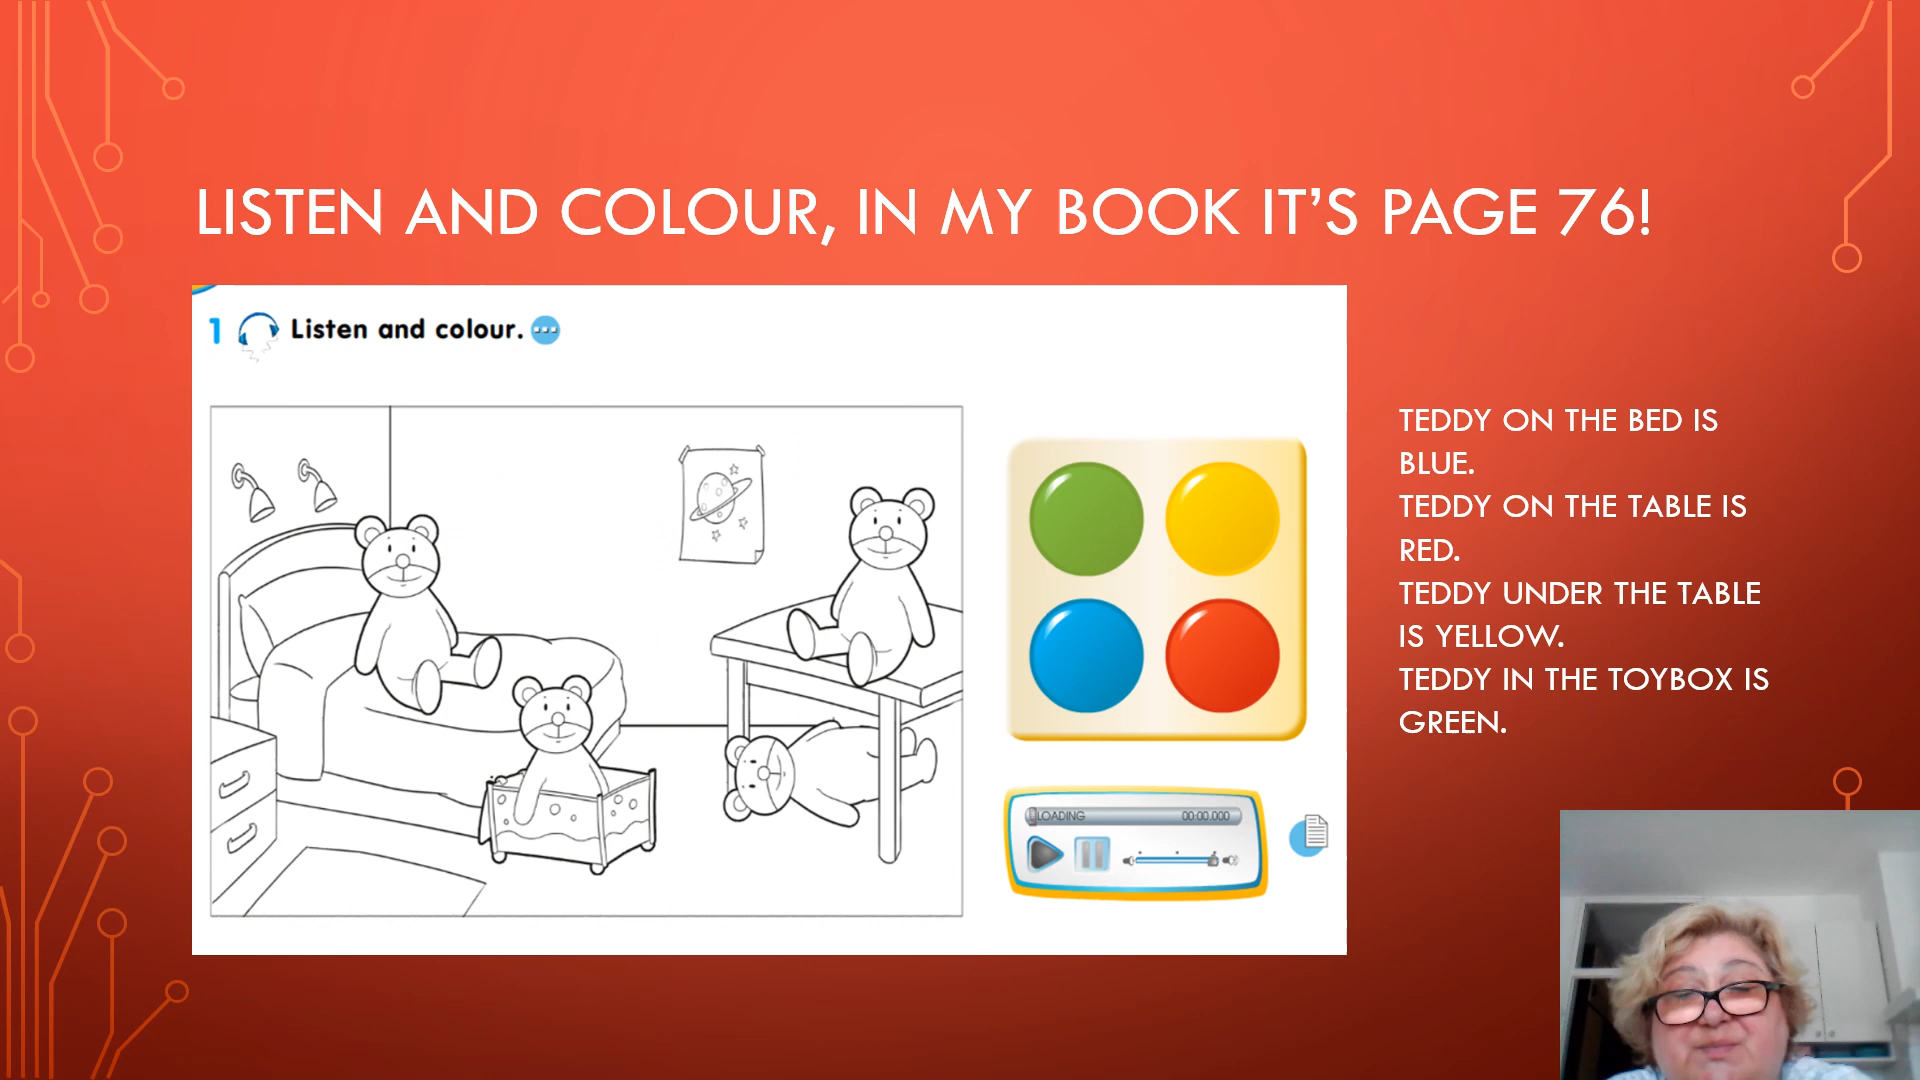 LISTEN AND COLOUR, IN MY BOOK IT'S PAGE 76!
1 Listen and colour.
TEDDY ON THE BED IS
BLUE.
TEDDY ON THE TABLE IS
RED.
TEDDY UNDER THE TABLE
IS YELLOW.
TEDDY IN THE TOYBOX IS
GREEN.
LOADING 00:00.000